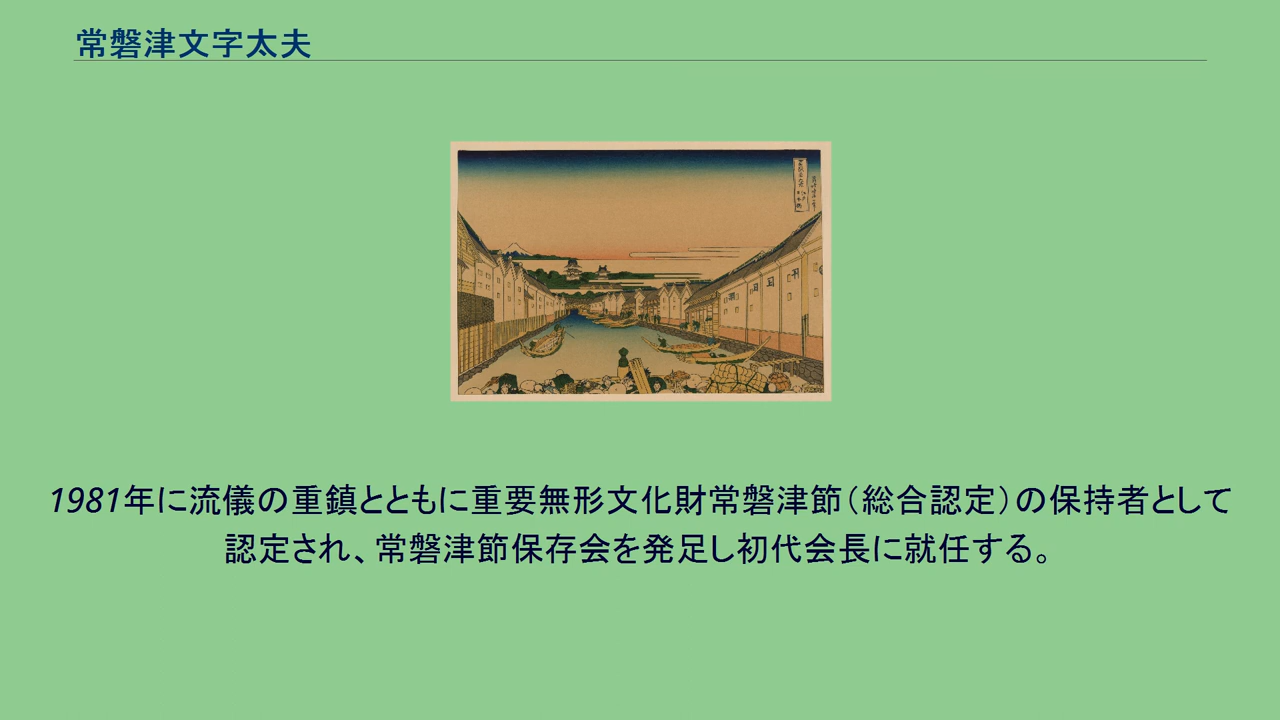 常磐津文字太夫
1981年に流儀の重鎮とともに重要無形文化財常磐津節（総合認定）の保持者として
認定され、常磐津節保存会を発足し初代会長に就任する。